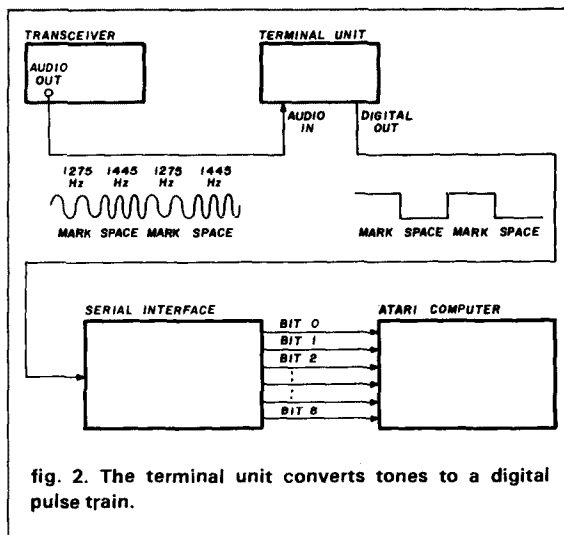 TRANSCEIVER
TERMINAL UNIT
AUDIO
OUT
AUDIO
IN
DIGITAL
OUT
1275 1445 1275 1445
Hz Hz Hz Hz
MARK SPACE MARK SPACE
MARK SPACE MARK SPACE
SERIAL INTERFACE
ATARI COMPUTER
BIT 0
BIT 1
BIT 2
BIT 8
fig. 2. The terminal unit converts tones to a digital
pulse train.